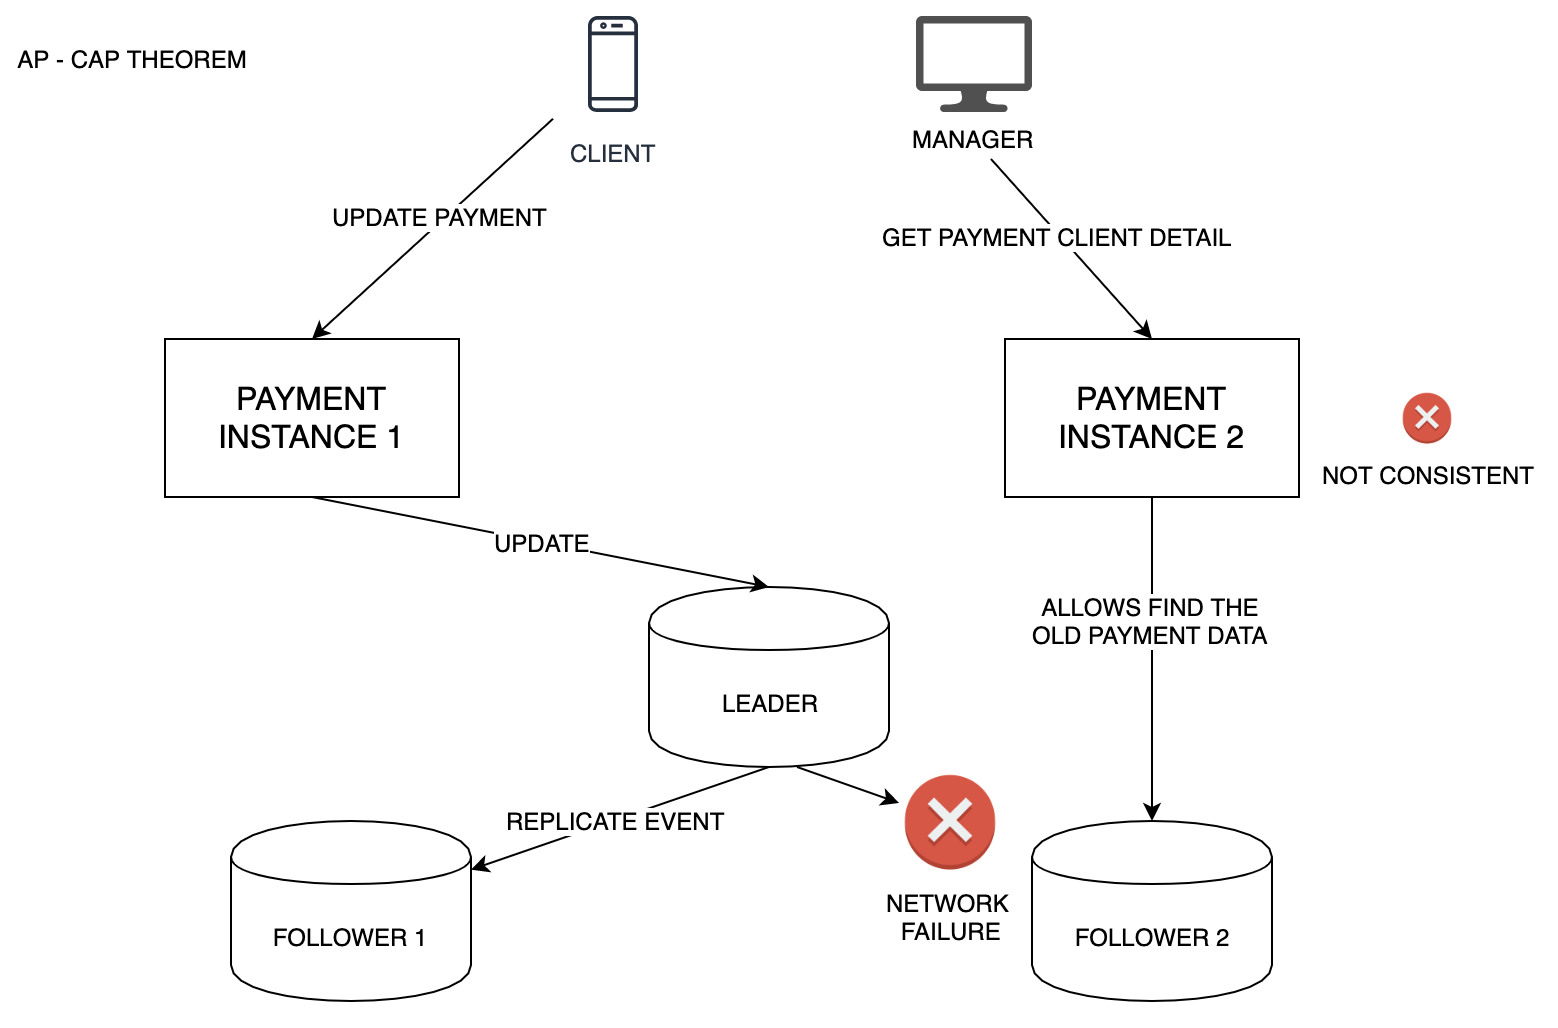 AP - CAP THEOREM
CLIENT
MANAGER
UPDATE PAYMENT
GET PAYMENT CLIENT DETAIL
PAYMENT
INSTANCE 1
PAYMENT
INSTANCE 2
NOT CONSISTENT
UPDATE
ALLOWS FIND THE
OLD PAYMENT DATA
LEADER
REPLICATE EVENT
NETWORK
FAILURE
FOLLOWER 1
FOLLOWER 2